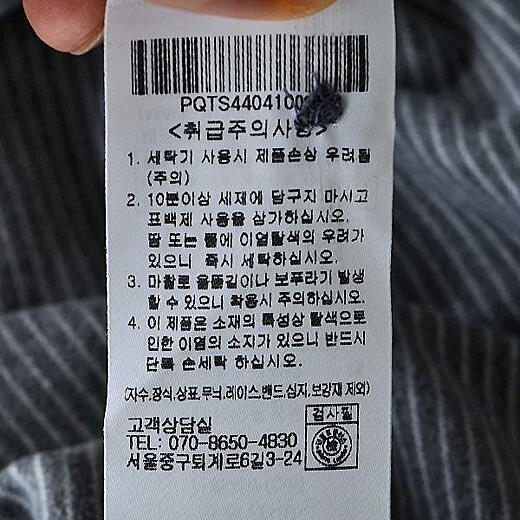 PQTS4404100
<취급주의사항>
1. 세탁기 사용시 제품손상 우려됨
(주의)
2. 10분이상 세제에 담구지 마시고
표백제 사용을 삼가하십시오.
땀 또는 물에 이염탈색의 우려가
있으니 즉시 세탁하십시오.
3. 마찰로 올뜯김이나 보푸라기 발생
할 수 있으니 착용시 주의하십시오.
4. 이 제품은 소재의 특성상 탈색으로
인한 이염의 소지가 있으니 반드시
단독 손세탁 하십시오.
(자수,장식,상표,무늬,레이스,밴드,심지,보강재 제외)
고객상담실
검사필
TEL: 070-8650-4830
서울중구퇴계로6길3-24